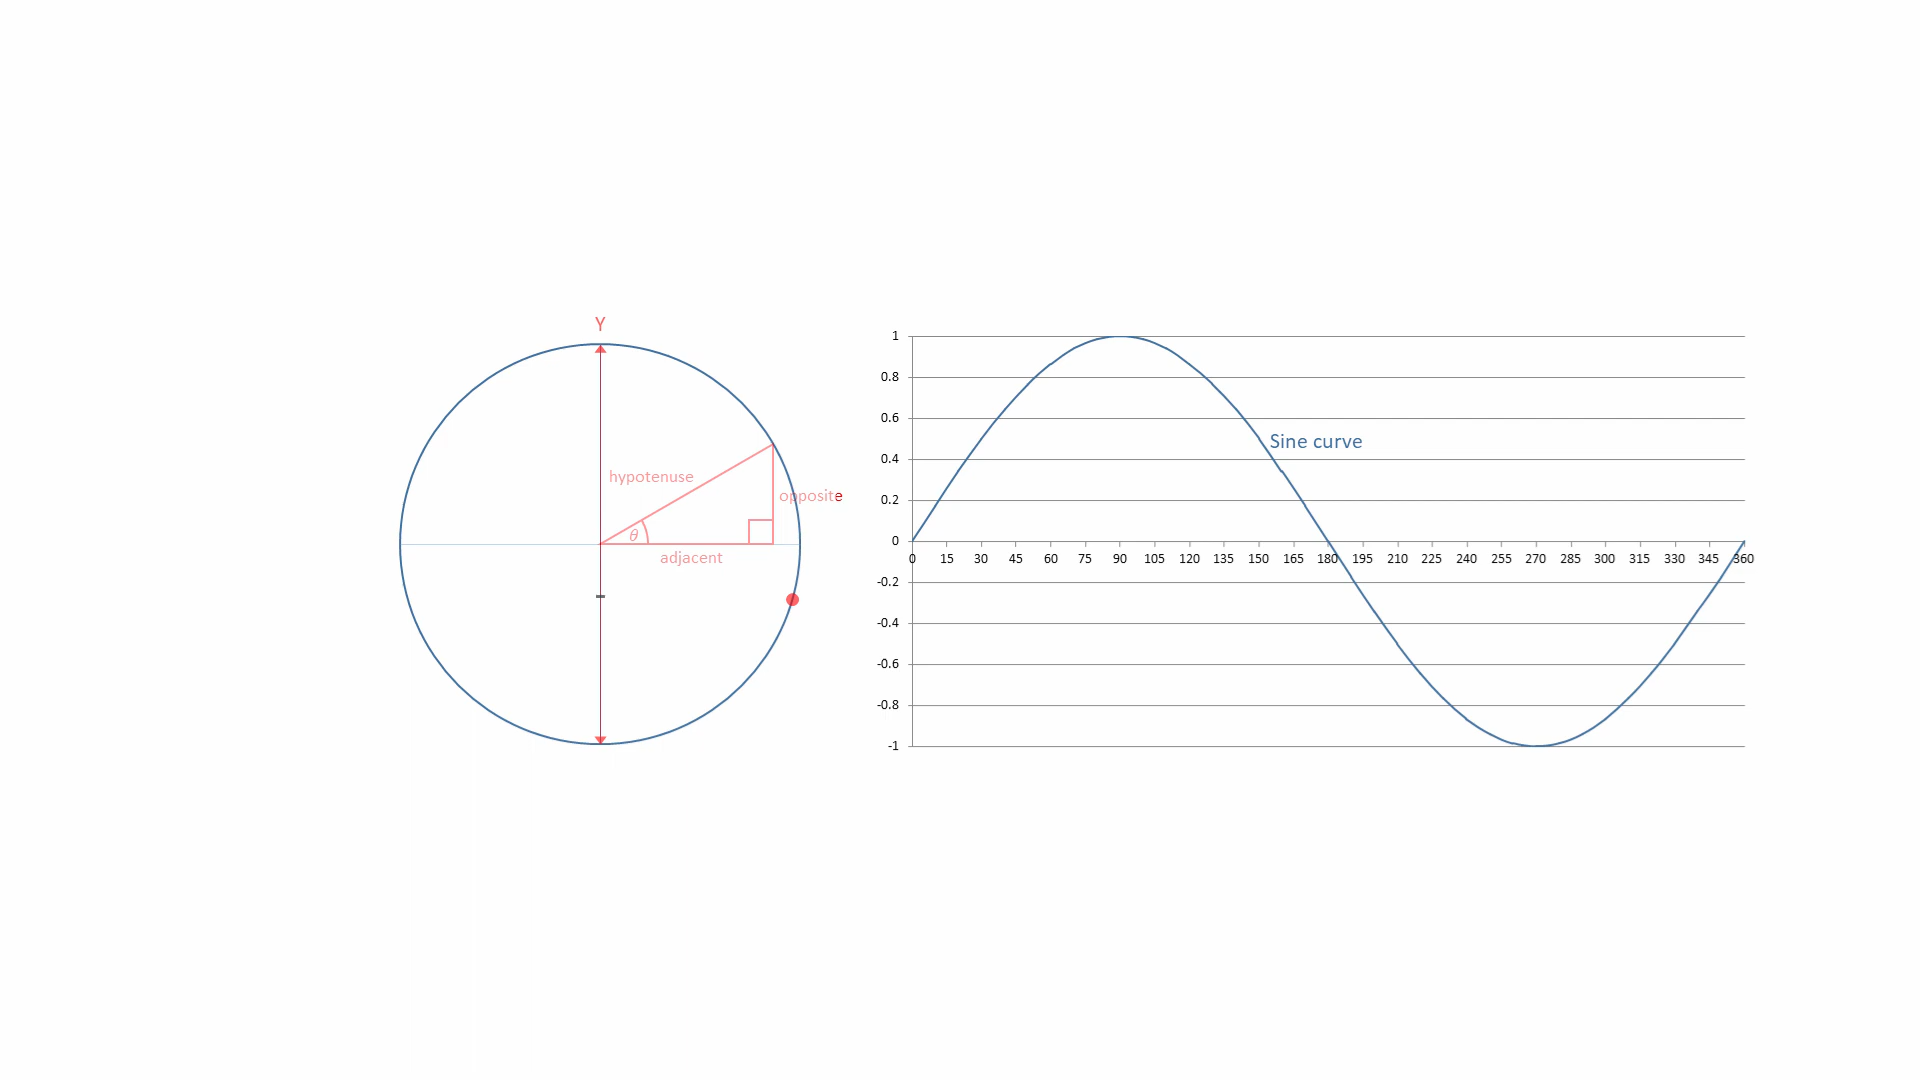 Y
hypotenuse
opposite
θ
adjacent
1
0.8
0.6
Sine curve
0.4
0.2
0
0 15 30 45 60 75 90 105 120 135 150 165 180 195 210 225 240 255 270 285 300 315 330 345 360
-0.2
-0.4
-0.6
-0.8
-1